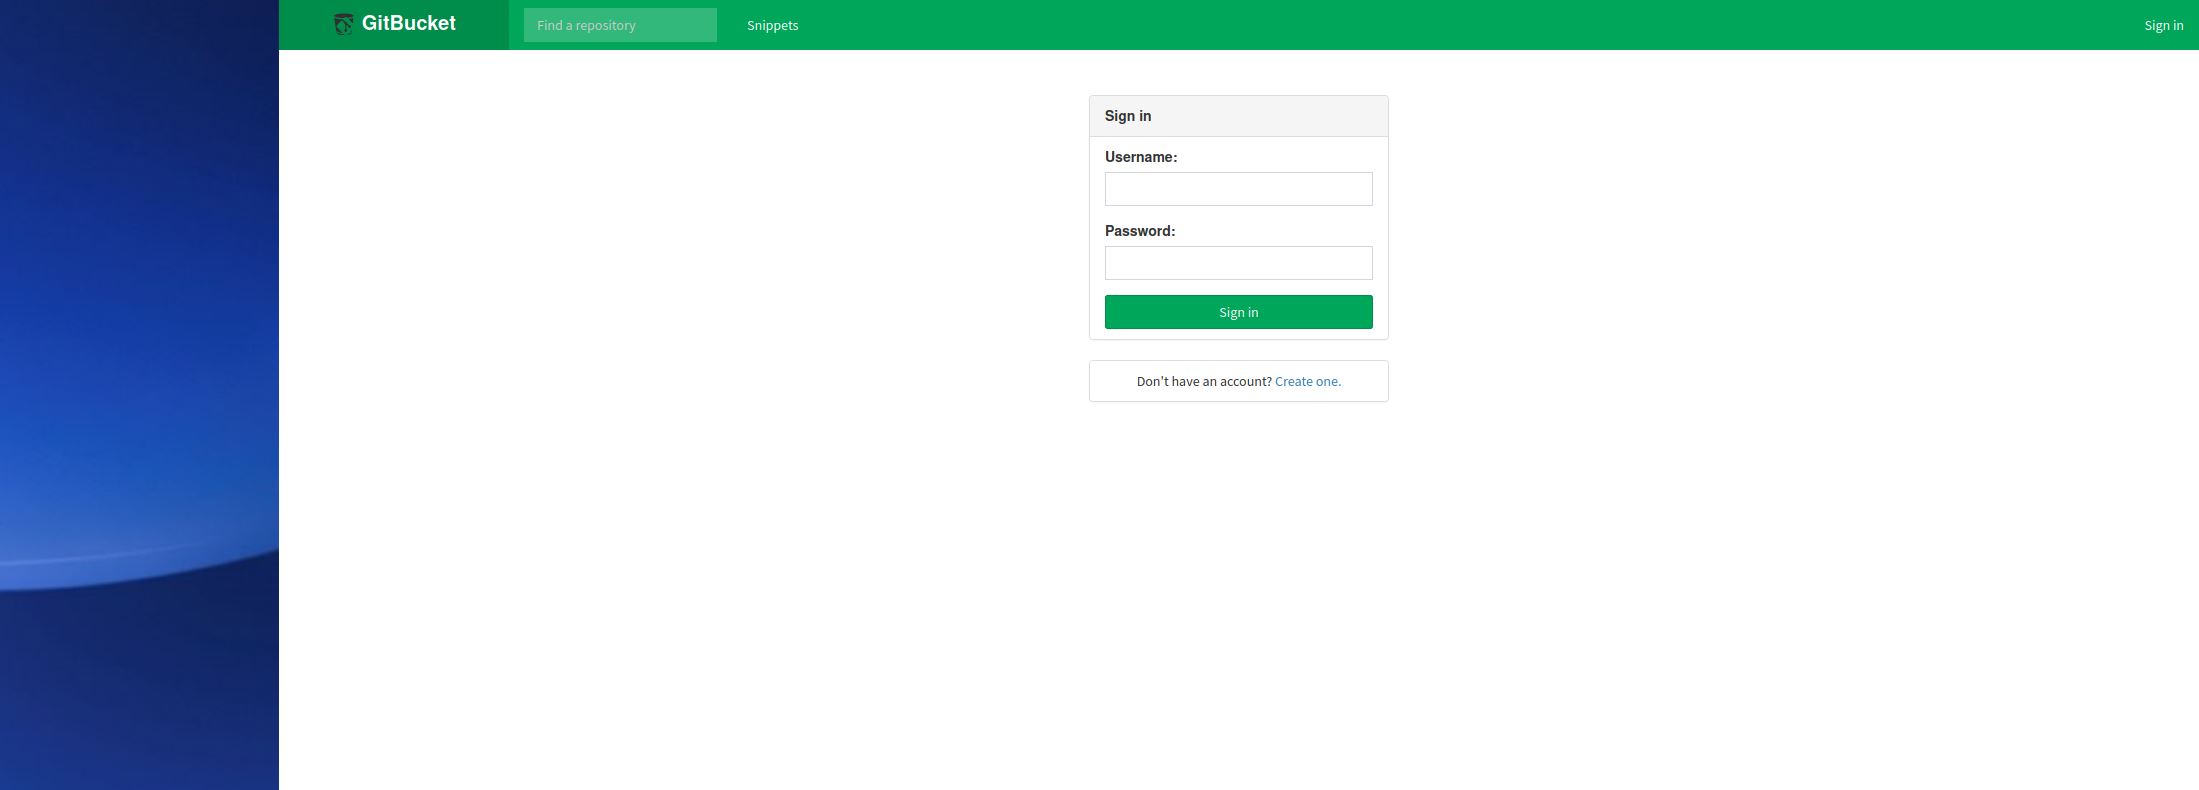 GitBucket
Find a repository
Snippets
Sign in
Sign in
Username:
Password:
Sign in
Don't have an account? Create one.